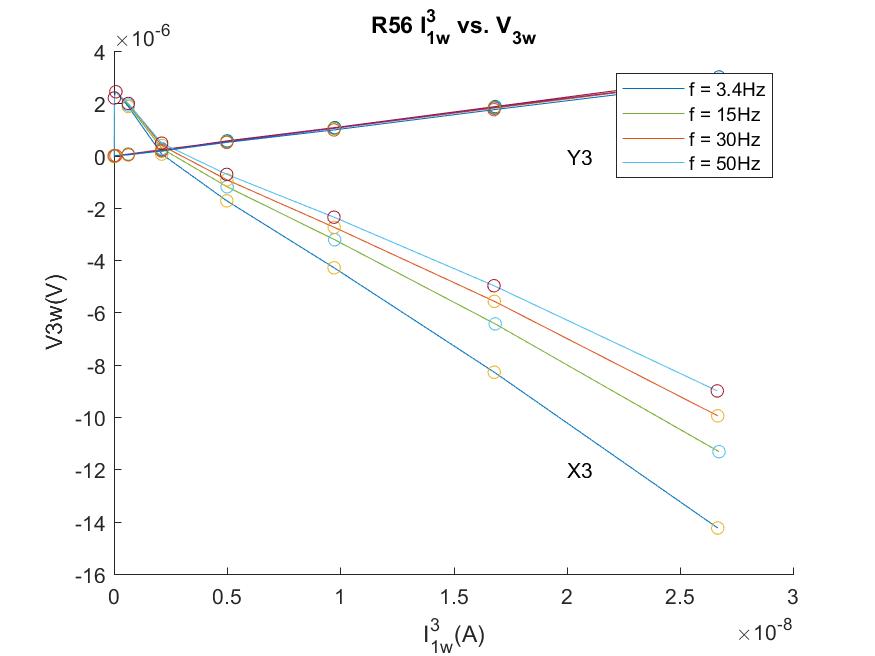 R56 I³₁w vs. V₃w
×10⁻⁶
4
2
0
-2
-4
-6
-8
-10
-12
-14
-16
V3w(V)
f = 3.4Hz
f = 15Hz
f = 30Hz
f = 50Hz
Y3
X3
0 0.5 1 1.5 2 2.5 3
×10⁻⁸
I³₁w(A)